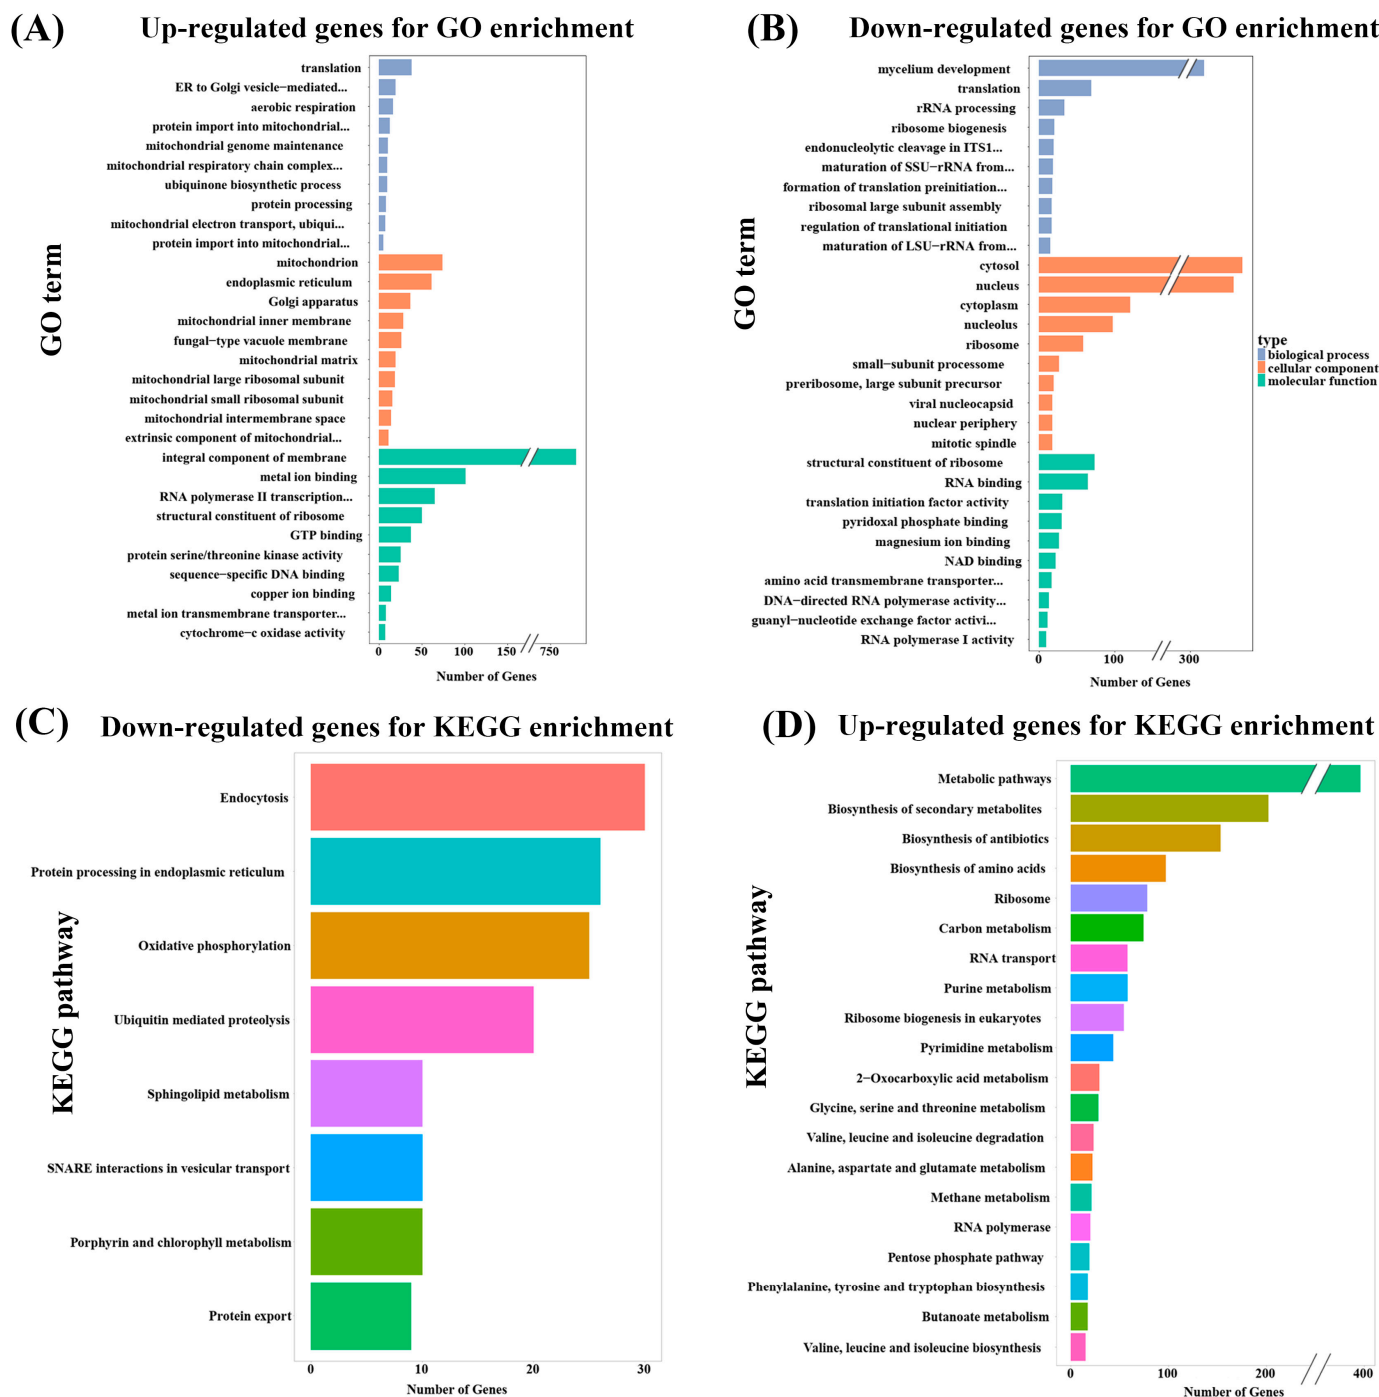 (A) Up-regulated genes for GO enrichment
translation
ER to Golgi vesicle−mediated...
aerobic respiration
protein import into mitochondrial...
mitochondrial genome maintenance
mitochondrial respiratory chain complex...
ubiquinone biosynthetic process
protein processing
mitochondrial electron transport, ubiqui...
protein import into mitochondrial...
mitochondrion
endoplasmic reticulum
Golgi apparatus
mitochondrial inner membrane
fungal−type vacuole membrane
mitochondrial matrix
mitochondrial large ribosomal subunit
mitochondrial small ribosomal subunit
mitochondrial intermembrane space
extrinsic component of mitochondrial...
integral component of membrane
metal ion binding
RNA polymerase II transcription...
structural constituent of ribosome
GTP binding
protein serine/threonine kinase activity
sequence−specific DNA binding
copper ion binding
metal ion transmembrane transporter...
cytochrome−c oxidase activity
GO term
0 50 100 150 750
Number of Genes
(B) Down-regulated genes for GO enrichment
mycelium development
translation
rRNA processing
ribosome biogenesis
endonucleolytic cleavage in ITS1...
maturation of SSU−rRNA from...
formation of translation preinitiation...
ribosomal large subunit assembly
regulation of translational initiation
maturation of LSU−rRNA from...
cytosol
nucleus
cytoplasm
nucleolus
ribosome
small−subunit processome
preribosome, large subunit precursor
viral nucleocapsid
nuclear periphery
mitotic spindle
structural constituent of ribosome
RNA binding
translation initiation factor activity
pyridoxal phosphate binding
magnesium ion binding
NAD binding
amino acid transmembrane transporter...
DNA−directed RNA polymerase activity...
guanyl−nucleotide exchange factor activi...
RNA polymerase I activity
GO term
0 100 300
Number of Genes
type
biological process
cellular component
molecular function
(C) Down-regulated genes for KEGG enrichment
Endocytosis
Protein processing in endoplasmic reticulum
Oxidative phosphorylation
Ubiquitin mediated proteolysis
Sphingolipid metabolism
SNARE interactions in vesicular transport
Porphyrin and chlorophyll metabolism
Protein export
KEGG pathway
0 10 20 30
Number of Genes
(D) Up-regulated genes for KEGG enrichment
Metabolic pathways
Biosynthesis of secondary metabolites
Biosynthesis of antibiotics
Biosynthesis of amino acids
Ribosome
Carbon metabolism
RNA transport
Purine metabolism
Ribosome biogenesis in eukaryotes
Pyrimidine metabolism
2−Oxocarboxylic acid metabolism
Glycine, serine and threonine metabolism
Valine, leucine and isoleucine degradation
Alanine, aspartate and glutamate metabolism
Methane metabolism
RNA polymerase
Pentose phosphate pathway
Phenylalanine, tyrosine and tryptophan biosynthesis
Butanoate metabolism
Valine, leucine and isoleucine biosynthesis
KEGG pathway
0 100 200 400
Number of Genes